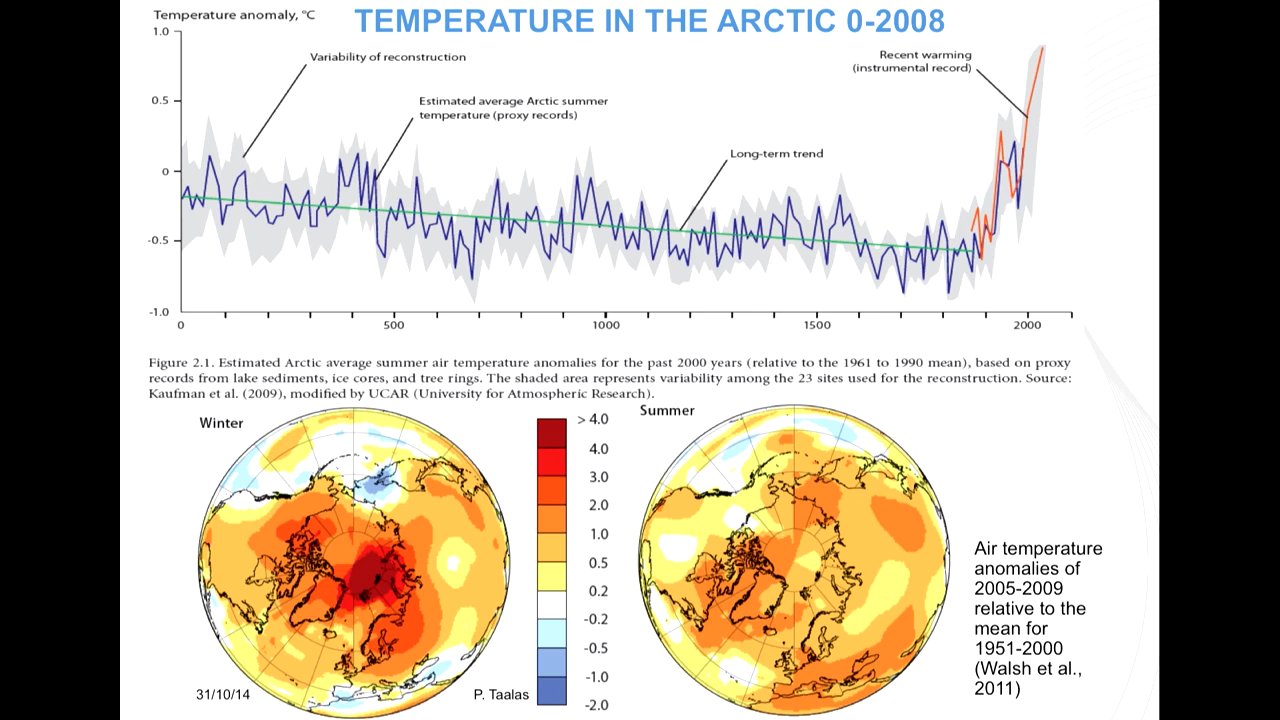 TEMPERATURE IN THE ARCTIC 0-2008
Temperature anomaly, °C
1.0
0.5
0
-0.5
-1.0
Variability of reconstruction
Estimated average Arctic summer
temperature (proxy records)
Long-term trend
Recent warming
(instrumental record)
0
500
1000
1500
2000
Figure 2.1. Estimated Arctic average summer air temperature anomalies for the past 2000 years (relative to the 1961 to 1990 mean), based on proxy
records from lake sediments, ice cores, and tree rings. The shaded area represents variability among the 23 sites used for the reconstruction. Source:
Kaufman et al. (2009), modified by UCAR (University for Atmospheric Research).
Winter
> 4.0
4.0
3.0
2.0
1.0
0.5
0.2
-0.2
-0.5
-1.0
-2.0
Summer
Air temperature
anomalies of
2005-2009
relative to the
mean for
1951-2000
(Walsh et al.,
2011)
31/10/14
P. Taalas